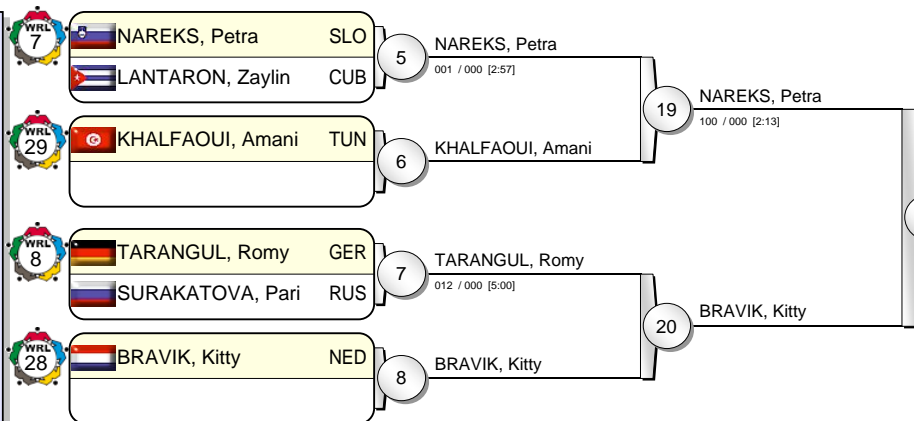 WRL 7 NAREKS, Petra SLO
LANTARON, Zaylin CUB
5 NAREKS, Petra
001 / 000 [2:57]
WRL 29 KHALFAOUI, Amani TUN
6 KHALFAOUI, Amani
19 NAREKS, Petra
100 / 000 [2:13]
WRL 8 TARANGUL, Romy GER
SURAKATOVA, Pari RUS
7 TARANGUL, Romy
012 / 000 [5:00]
WRL 28 BRAVIK, Kitty NED
8 BRAVIK, Kitty
20 BRAVIK, Kitty